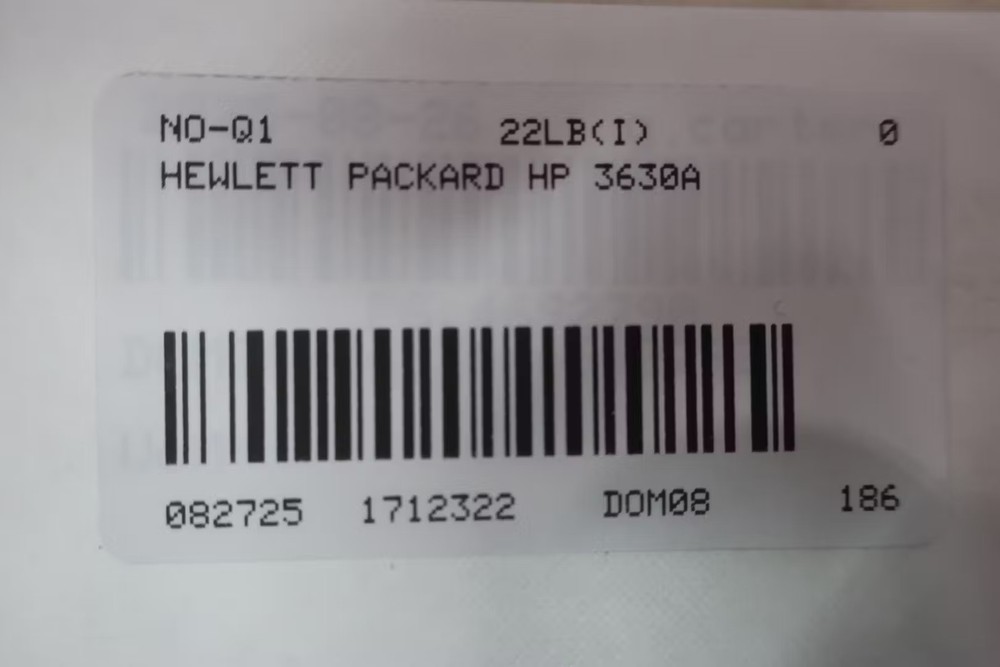 NO-Q1 22LB(I) 0
HEWLETT PACKARD HP 3630A
082725 1712322 DOM08 186